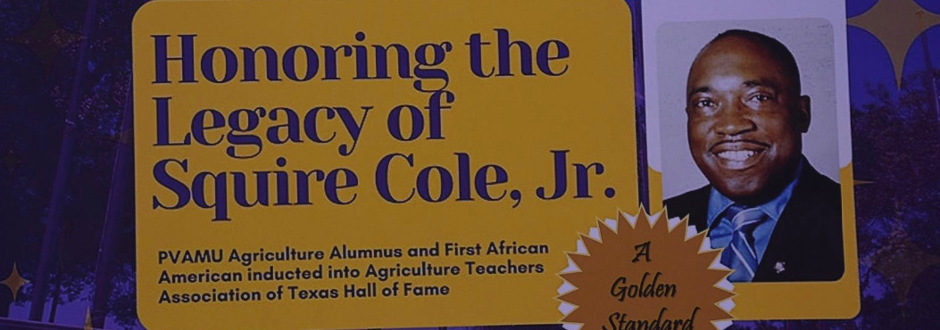 Honoring the
Legacy of
Squire Cole, Jr.
PVAMU Agriculture Alumnus and First African
American inducted into Agriculture Teachers
Association of Texas Hall of Fame
A
Golden
Standard